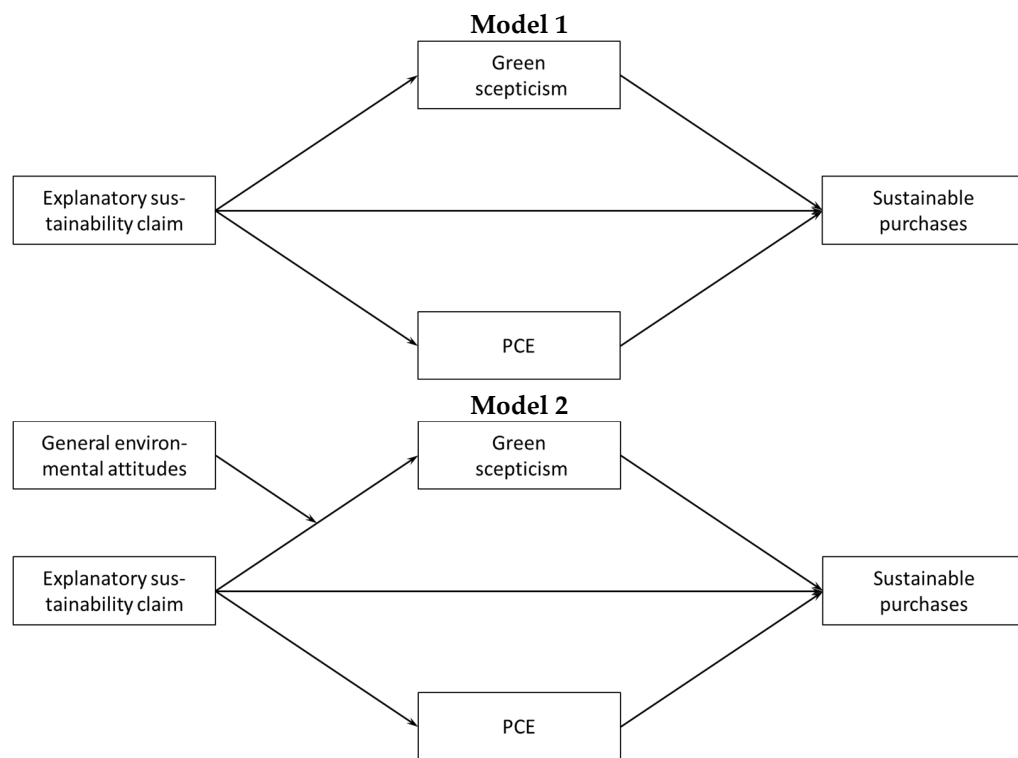 Model 1
Green
scepticism
Explanatory sus-
tainability claim
Sustainable
purchases
PCE
Model 2
General environ-
mental attitudes
Green
scepticism
Explanatory sus-
tainability claim
Sustainable
purchases
PCE